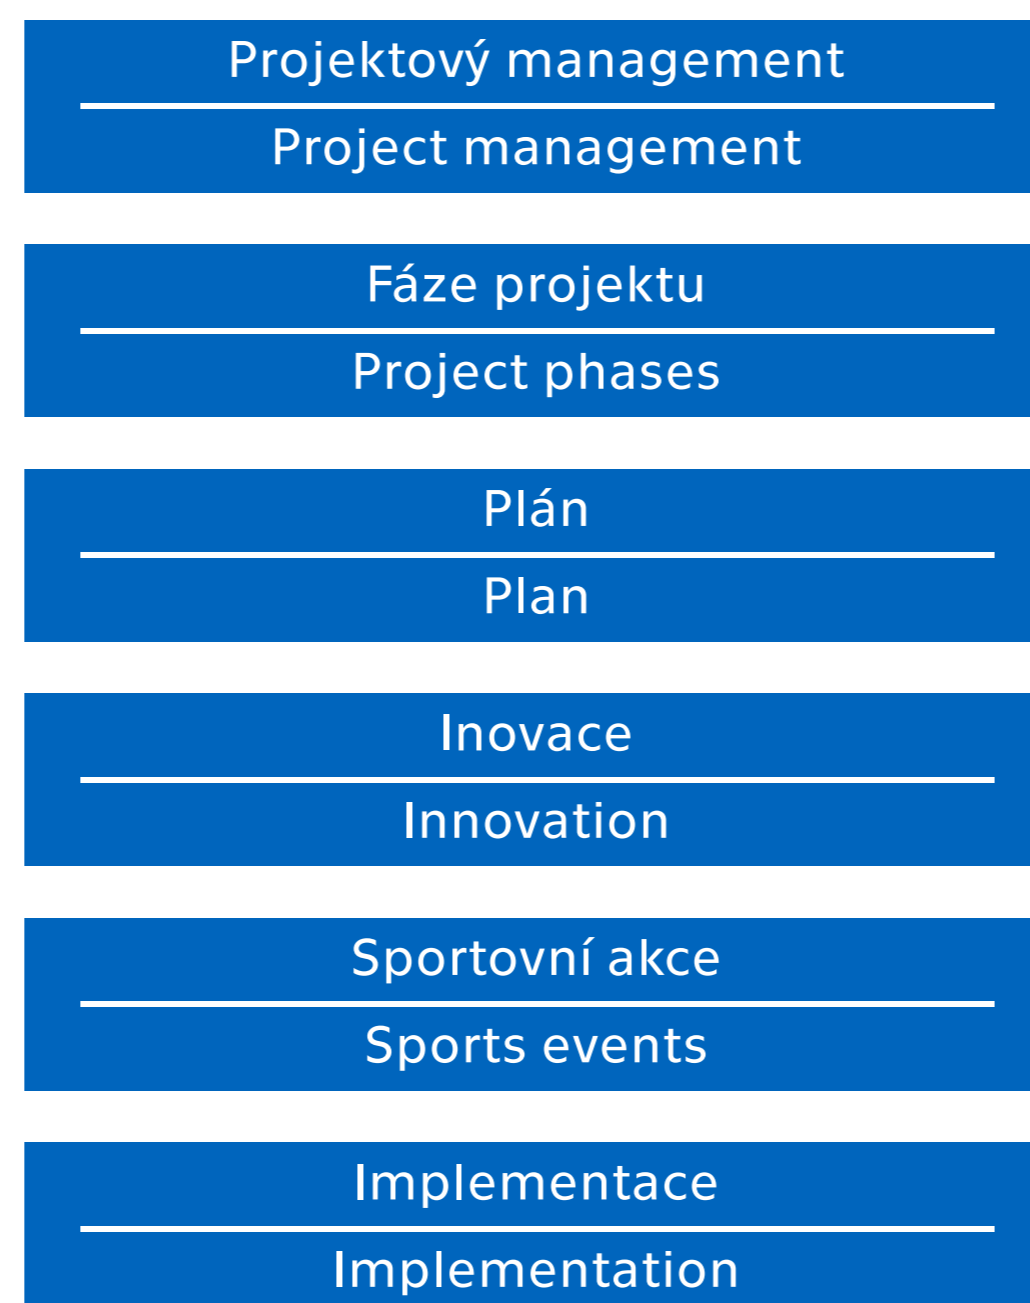 Projektový management
Project management
Fáze projektu
Project phases
Plán
Plan
Inovace
Innovation
Sportovní akce
Sports events
Implementace
Implementation